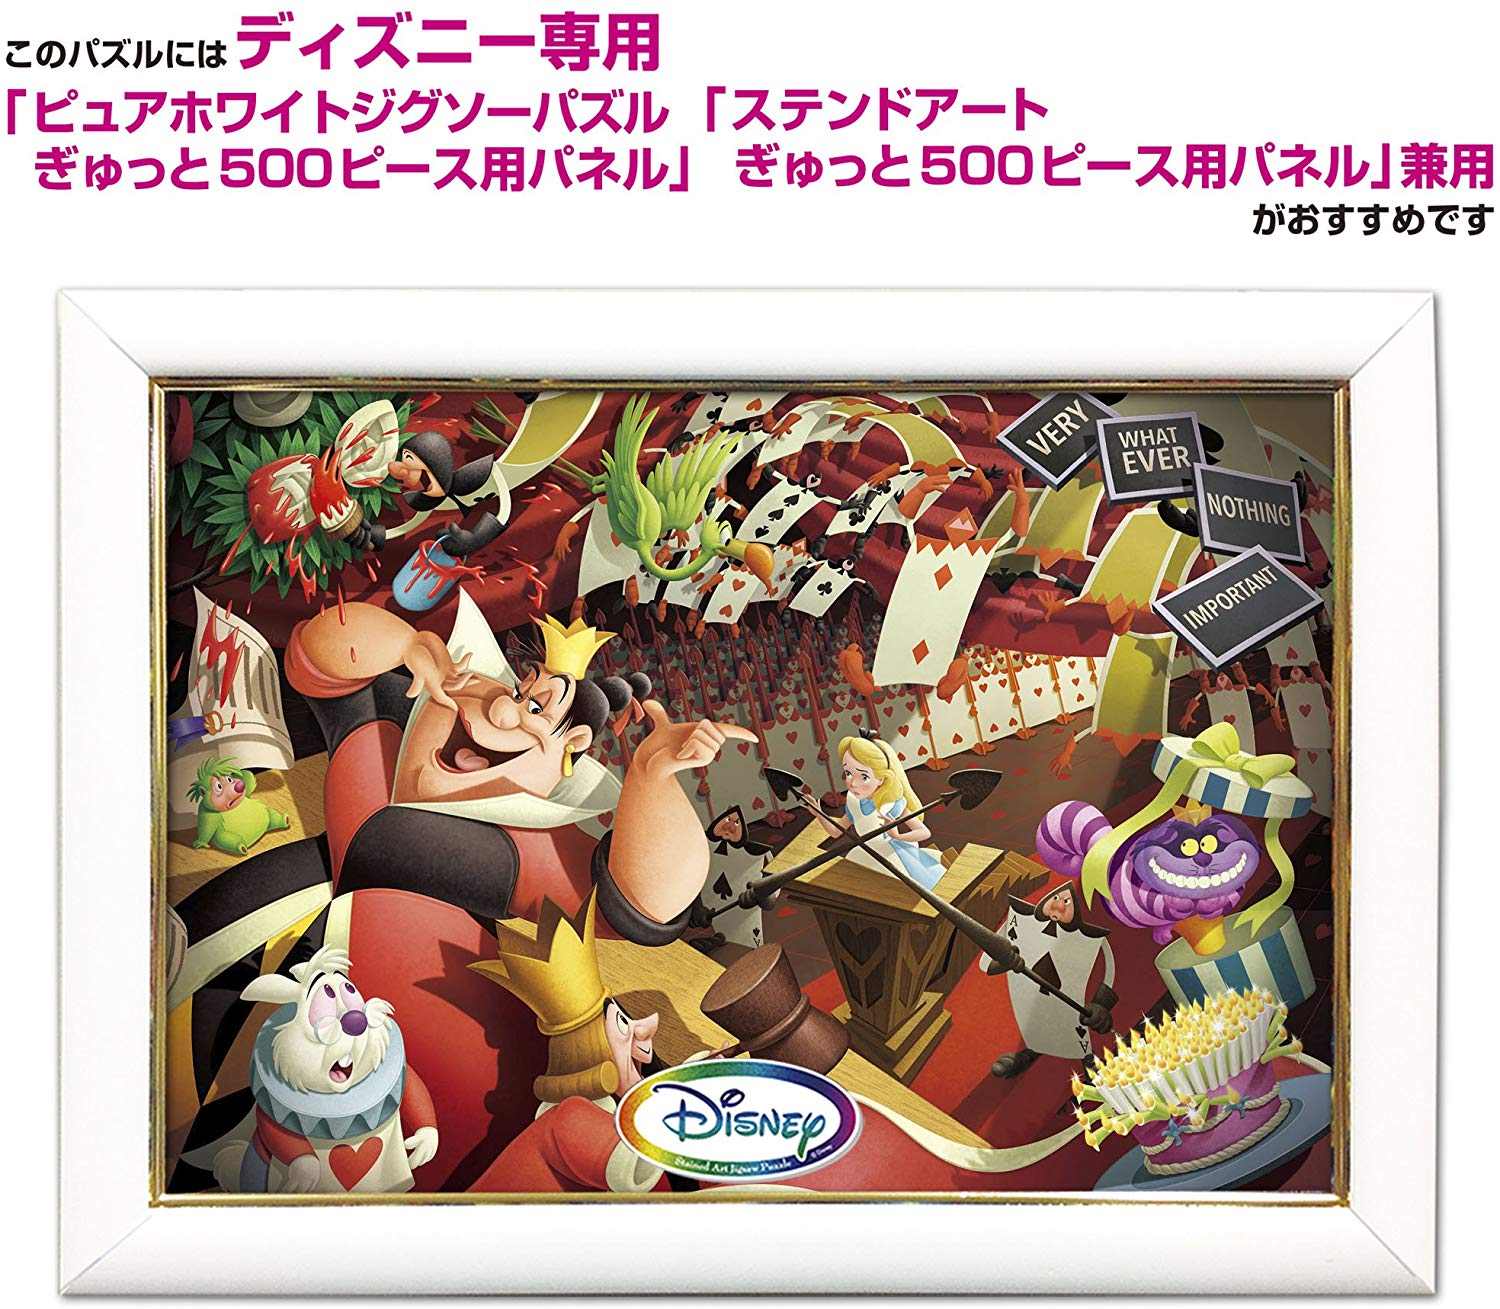 このパズルにはディズニー専用
「ピュアホワイトジグソーパズル 「ステンドアート
ぎゅっと500ピース用パネル」 ぎゅっと500ピース用パネル」兼用
がおすすめです
VERY
WHAT
EVER
NOTHING
IMPORTANT
A
A
DISNEY
Stained Art Jigsaw Puzzle
©Disney